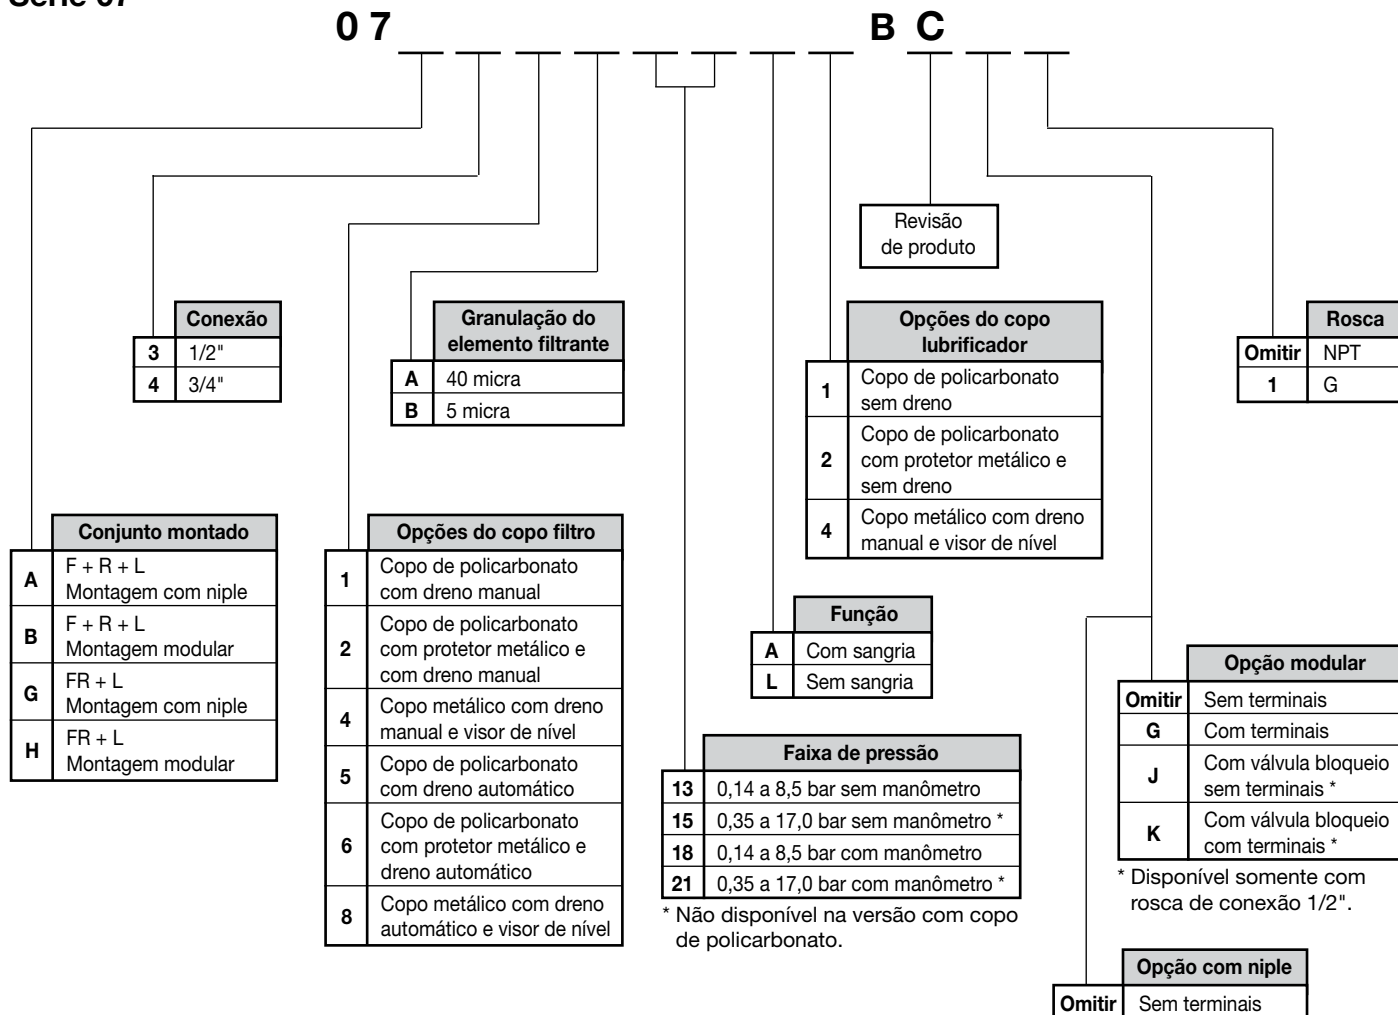 Série 07
07 B C
Revisão
de produto
Conexão
3 1/2"
4 3/4"
Granulação do
elemento filtrante
A 40 micra
B 5 micra
Opções do copo
lubrificador
1 Copo de policarbonato
sem dreno
2 Copo de policarbonato
com protetor metálico e
sem dreno
4 Copo metálico com dreno
manual e visor de nível
Rosca
Omitir NPT
1 G
Conjunto montado
A F + R + L
Montagem com niple
B F + R + L
Montagem modular
G FR + L
Montagem com niple
H FR + L
Montagem modular
Opções do copo filtro
1 Copo de policarbonato
com dreno manual
2 Copo de policarbonato
com protetor metálico e
com dreno manual
4 Copo metálico com dreno
manual e visor de nível
5 Copo de policarbonato
com dreno automático
6 Copo de policarbonato
com protetor metálico e
dreno automático
8 Copo metálico com dreno
automático e visor de nível
Função
A Com sangria
L Sem sangria
Faixa de pressão
13 0,14 a 8,5 bar sem manômetro
15 0,35 a 17,0 bar sem manômetro *
18 0,14 a 8,5 bar com manômetro
21 0,35 a 17,0 bar com manômetro *
* Não disponível na versão com copo
de policarbonato.
Opção modular
Omitir Sem terminais
G Com terminais
J Com válvula bloqueio
sem terminais *
K Com válvula bloqueio
com terminais *
* Disponível somente com
rosca de conexão 1/2".
Opção com niple
Omitir Sem terminais